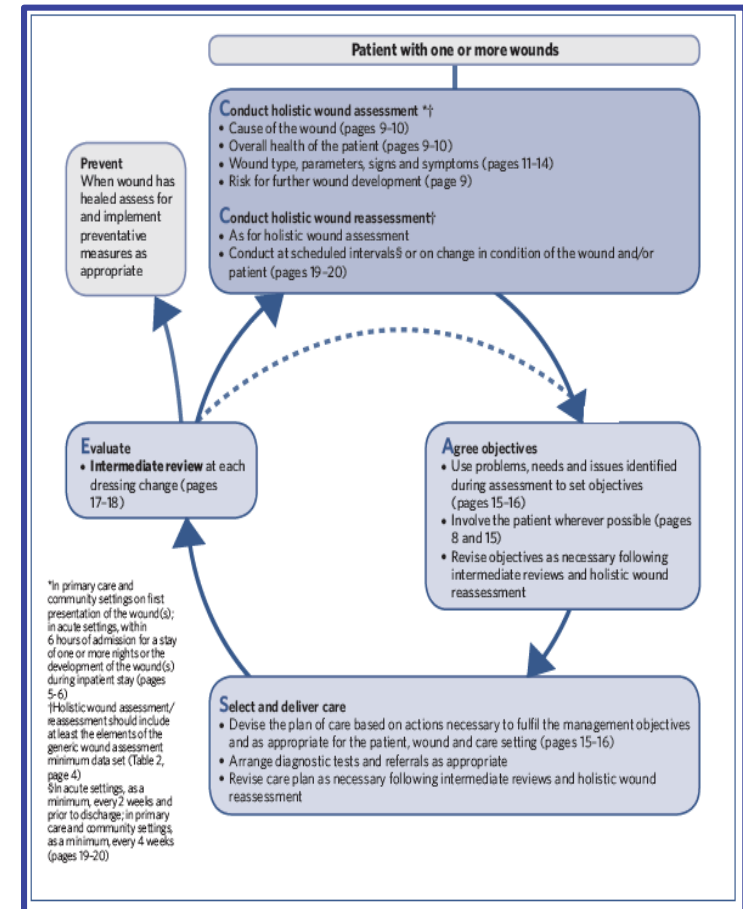 Patient with one or more wounds
Conduct holistic wound assessment *†
• Cause of the wound (pages 9–10)
• Overall health of the patient (pages 9–10)
• Wound type, parameters, signs and symptoms (pages 11–14)
• Risk for further wound development (page 9)
Conduct holistic wound reassessment†
• As for holistic wound assessment
• Conduct at scheduled intervals§ or on change in condition of the wound and/or
patient (pages 19–20)
Prevent
When wound has
healed assess for
and implement
preventative
measures as
appropriate
Evaluate
• Intermediate review at each
dressing change (pages
17–18)
Agree objectives
• Use problems, needs and issues identified
during assessment to set objectives
(pages 15–16)
• Involve the patient wherever possible (pages
8 and 15)
• Revise objectives as necessary following
intermediate reviews and holistic wound
reassessment
Select and deliver care
• Devise the plan of care based on actions necessary to fulfil the management objectives
and as appropriate for the patient, wound and care setting (pages 15–16)
• Arrange diagnostic tests and referrals as appropriate
• Revise care plan as necessary following intermediate reviews and holistic wound
reassessment
*In primary care and
community settings on first
presentation of the wound(s);
in acute settings, within
6 hours of admission for a stay
of one or more nights or the
development of the wound(s)
during inpatient stay (pages
5-6)
†Holistic wound assessment/
reassessment should include
at least the elements of the
generic wound assessment
minimum data set (Table 2,
page 4)
§In acute settings, as a
minimum, every 2 weeks and
prior to discharge; in primary
care and community settings,
as a minimum, every 4 weeks
(pages 19–20)